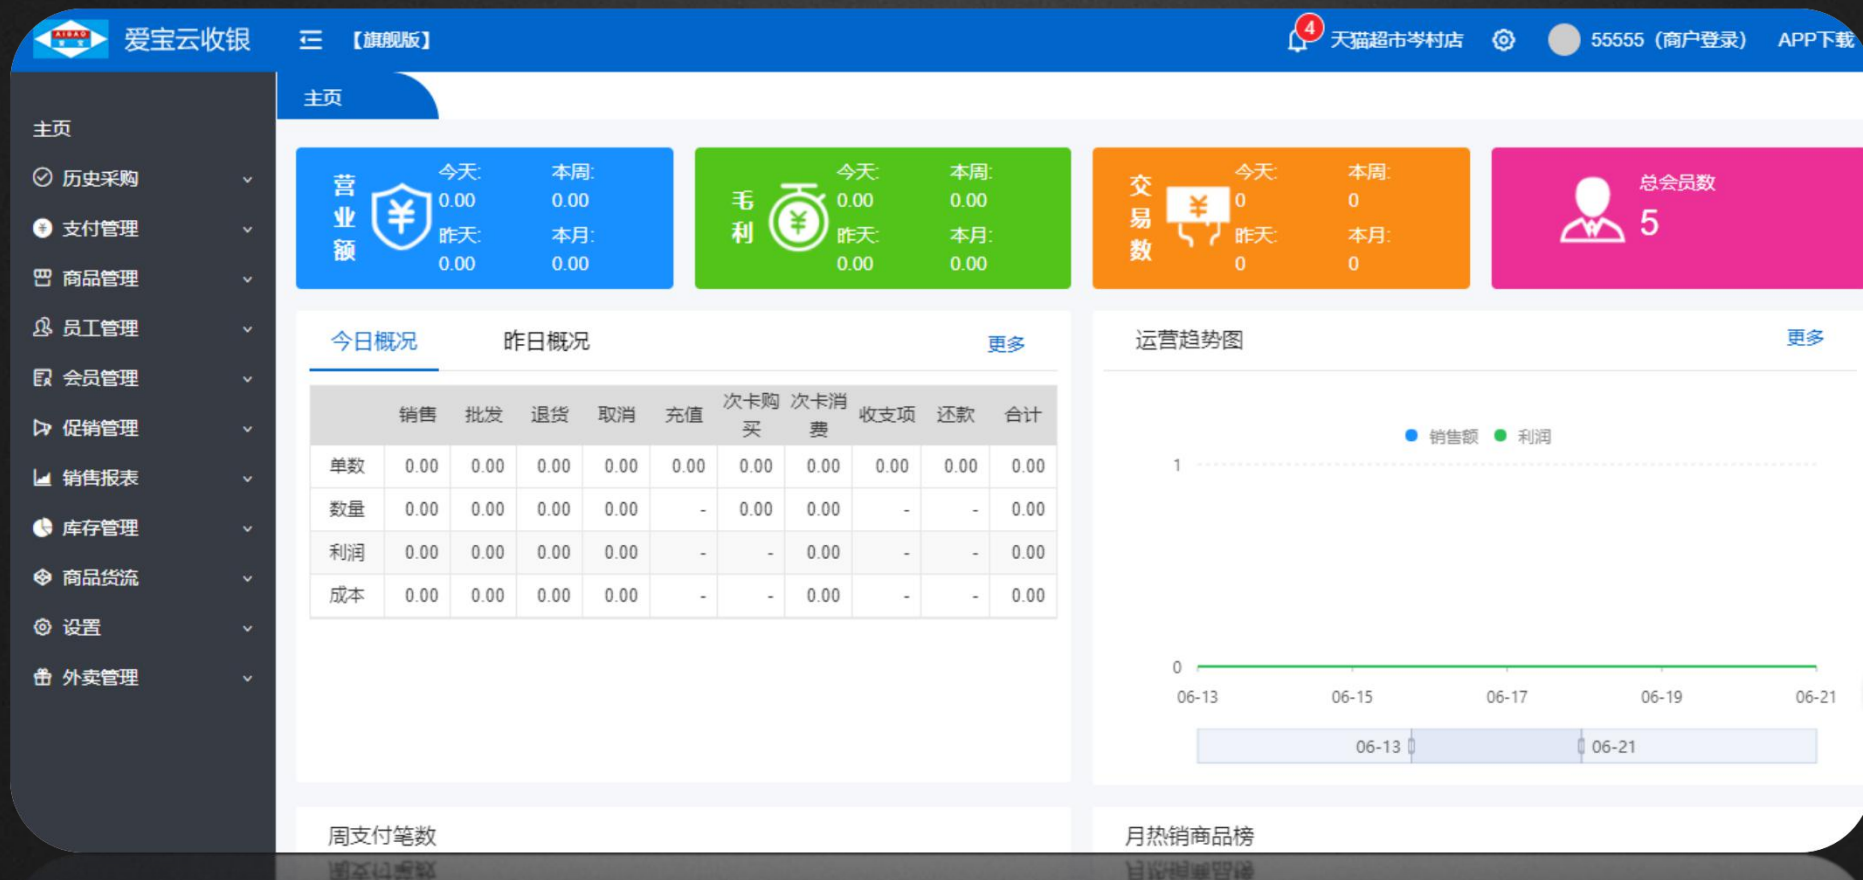 AIBAO
爱宝云收银
【旗舰版】
4
天猫超市岑村店
55555（商户登录）
APP下载
主页
主页
历史采购
支付管理
商品管理
员工管理
会员管理
促销管理
销售报表
库存管理
商品货流
设置
外卖管理
营业额
今天: 本周:
0.00 0.00
昨天: 本月:
0.00 0.00
毛利
今天: 本周:
0.00 0.00
昨天: 本月:
0.00 0.00
交易数
今天: 本周:
0 0
昨天: 本月:
0 0
总会员数
5
今日概况 昨日概况 更多
销售 批发 退货 取消 充值 次卡购买 次卡消费 收支项 还款 合计
单数 0.00 0.00 0.00 0.00 0.00 0.00 0.00 0.00 0.00 0.00
数量 0.00 0.00 0.00 0.00 - 0.00 0.00 - - 0.00
利润 0.00 0.00 0.00 0.00 - - 0.00 - - 0.00
成本 0.00 0.00 0.00 0.00 - - 0.00 - - 0.00
运营趋势图 更多
销售额 利润
1
0
06-13 06-15 06-17 06-19 06-21
06-13 06-21
周支付笔数
月热销商品榜